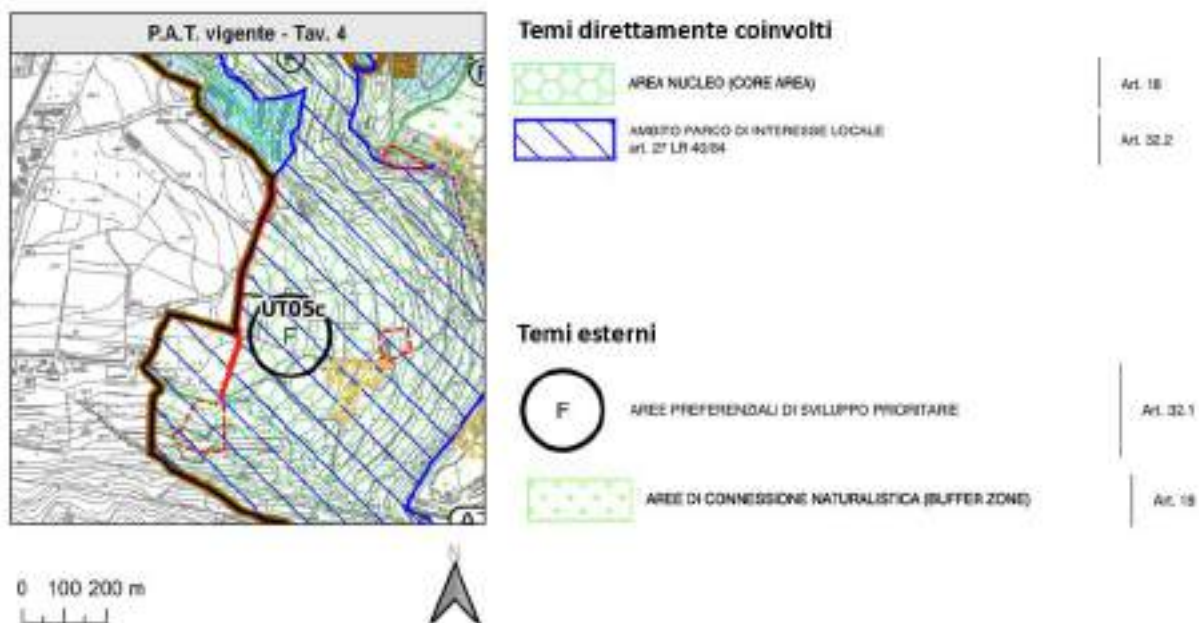 P.A.T. vigente - Tav. 4
UT05c
F
Temi direttamente coinvolti
AREA NUCLEO (CORE AREA)
Art. 18
AMBITO PARCO DI INTERESSE LOCALE
art. 27 LR 40/84
Art. 32.2
Temi esterni
F
AREE PREFERENZIALI DI SVILUPPO PRIORITARIE
Art. 32.1
AREE DI CONNESSIONE NATURALISTICA (BUFFER ZONE)
Art. 18
N
0 100 200 m